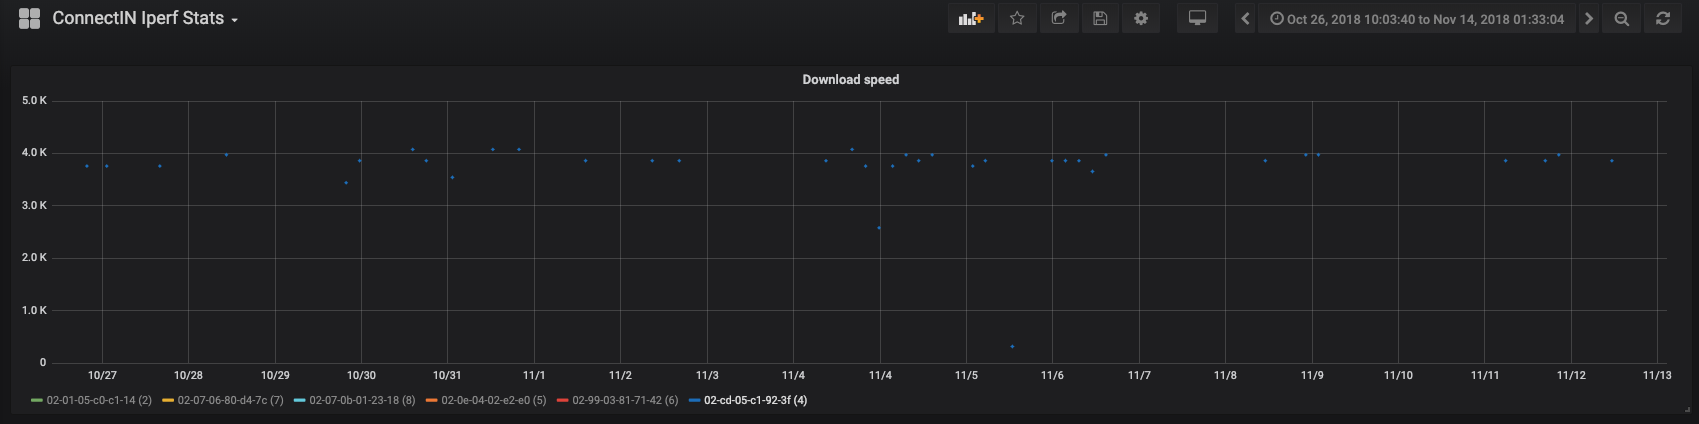 ConnectIN Iperf Stats
Oct 26, 2018 10:03:40 to Nov 14, 2018 01:33:04
Download speed
5.0 K
4.0 K
3.0 K
2.0 K
1.0 K
0
10/27 10/28 10/29 10/30 10/31 11/1 11/2 11/3 11/4 11/4 11/5 11/6 11/7 11/8 11/9 11/10 11/11 11/12 11/13
02-01-05-c0-c1-14 (2) 02-07-06-80-d4-7c (7) 02-07-0b-01-23-18 (8) 02-0e-04-02-e2-e0 (5) 02-99-03-81-71-42 (6) 02-cd-05-c1-92-3f (4)